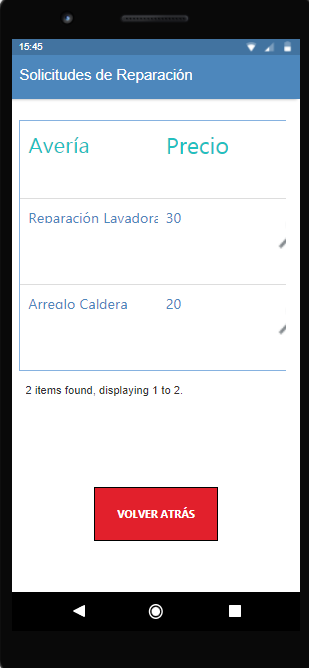 15:45
Solicitudes de Reparación
Avería Precio
Reparación Lavadora 30
Arreglo Caldera 20
2 items found, displaying 1 to 2.
VOLVER ATRÁS